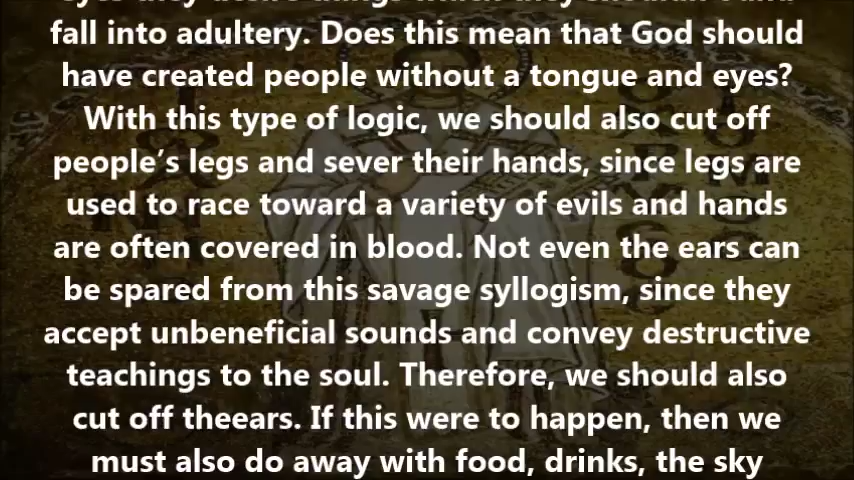 fall into adultery. Does this mean that God should
have created people without a tongue and eyes?
With this type of logic, we should also cut off
people’s legs and sever their hands, since legs are
used to race toward a variety of evils and hands
are often covered in blood. Not even the ears can
be spared from this savage syllogism, since they
accept unbeneficial sounds and convey destructive
teachings to the soul. Therefore, we should also
cut off theears. If this were to happen, then we
must also do away with food, drinks, the sky